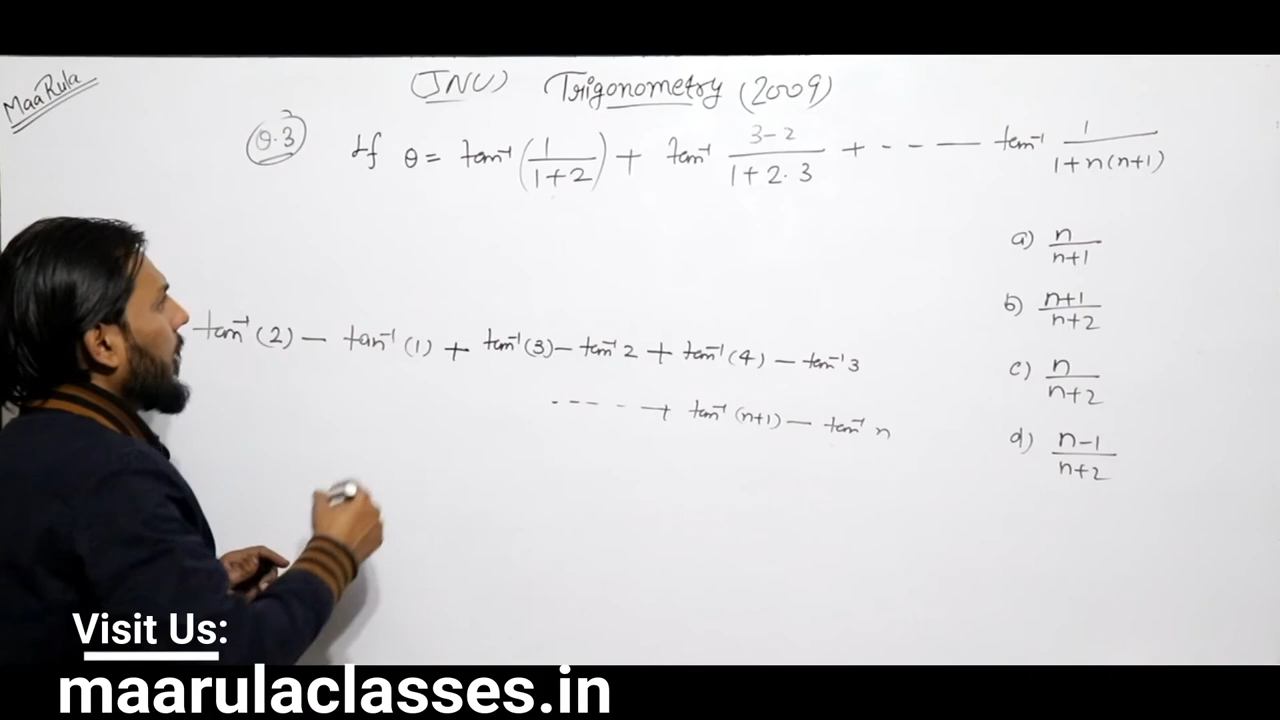 MaaRula
(JNU) Trigonometry (2009)
Q.3 If θ = tan⁻¹ (1/(1+2)) + tan⁻¹ (3-2)/(1+2·3) + ---- tan⁻¹ 1/(1+n(n+1))
a) n/(n+1)
b) (n+1)/(n+2)
c) n/(n+2)
d) (n-1)/(n+2)
tan⁻¹(2) - tan⁻¹(1) + tan⁻¹(3) - tan⁻¹ 2 + tan⁻¹(4) - tan⁻¹ 3
---- + tan⁻¹(n+1) - tan⁻¹ n
Visit Us:
maarulaclasses.in